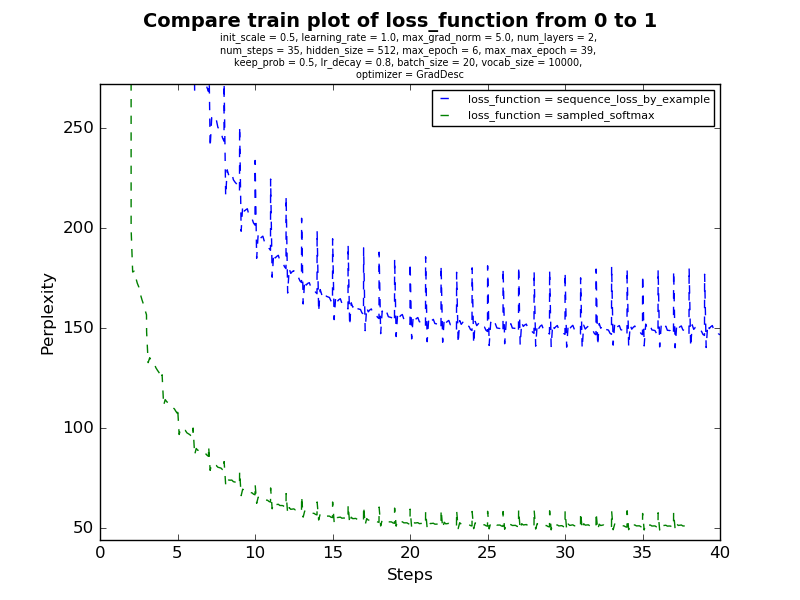 Compare train plot of loss_function from 0 to 1
init_scale = 0.5, learning_rate = 1.0, max_grad_norm = 5.0, num_layers = 2,
num_steps = 35, hidden_size = 512, max_epoch = 6, max_max_epoch = 39,
keep_prob = 0.5, lr_decay = 0.8, batch_size = 20, vocab_size = 10000,
optimizer = GradDesc
loss_function = sequence_loss_by_example
loss_function = sampled_softmax
250
200
150
100
50
Perplexity
0 5 10 15 20 25 30 35 40
Steps